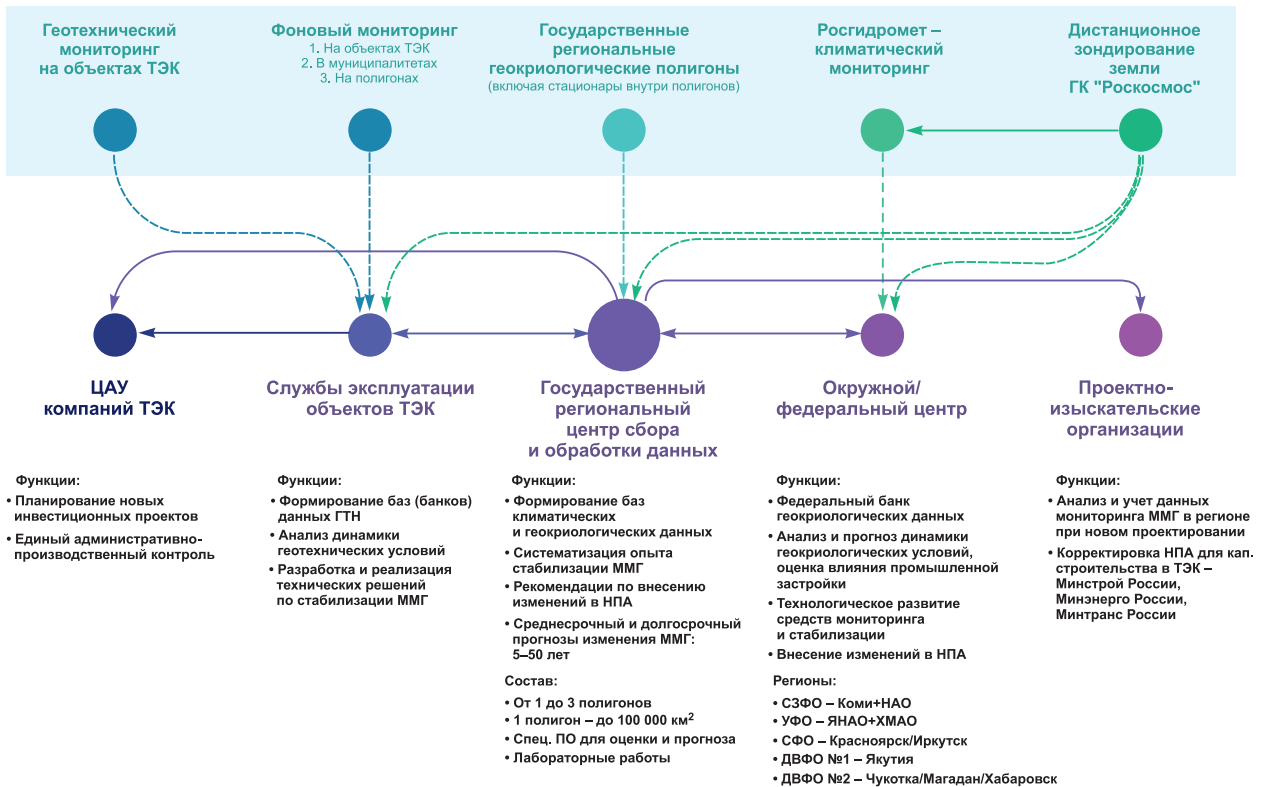 Геотехнический
мониторинг
на объектах ТЭК
Фоновый мониторинг
1. На объектах ТЭК
2. В муниципалитетах
3. На полигонах
Государственные
региональные
геокриологические полигоны
(включая стационары внутри полигонов)
Росгидромет –
климатический
мониторинг
Дистанционное
зондирование
земли
ГК "Роскосмос"
ЦАУ
компаний ТЭК
Службы эксплуатации
объектов ТЭК
Государственный
региональный
центр сбора
и обработки данных
Окружной/
федеральный центр
Проектно-
изыскательские
организации
Функции:
• Планирование новых
инвестиционных проектов
• Единый административно-
производственный контроль
Функции:
• Формирование баз (банков)
данных ГТН
• Анализ динамики
геотехнических условий
• Разработка и реализация
технических решений
по стабилизации ММГ
Функции:
• Формирование баз
климатических
и геокриологических данных
• Систематизация опыта
стабилизации ММГ
• Рекомендации по внесению
изменений в НПА
• Среднесрочный и долгосрочный
прогнозы изменения ММГ:
5–50 лет
Состав:
• От 1 до 3 полигонов
• 1 полигон – до 100 000 км²
• Спец. ПО для оценки и прогноза
• Лабораторные работы
Функции:
• Федеральный банк
геокриологических данных
• Анализ и прогноз динамики
геокриологических условий,
оценка влияния промышленной
застройки
• Технологическое развитие
средств мониторинга
и стабилизации
• Внесение изменений в НПА
Регионы:
• СЗФО – Коми+НАО
• УФО – ЯНАО+ХМАО
• СФО – Красноярск/Иркутск
• ДВФО №1 – Якутия
• ДВФО №2 – Чукотка/Магадан/Хабаровск
Функции:
• Анализ и учет данных
мониторинга ММГ в регионе
при новом проектировании
• Корректировка НПА для кап.
строительства в ТЭК –
Минстрой России,
Минэнерго России,
Минтранс России